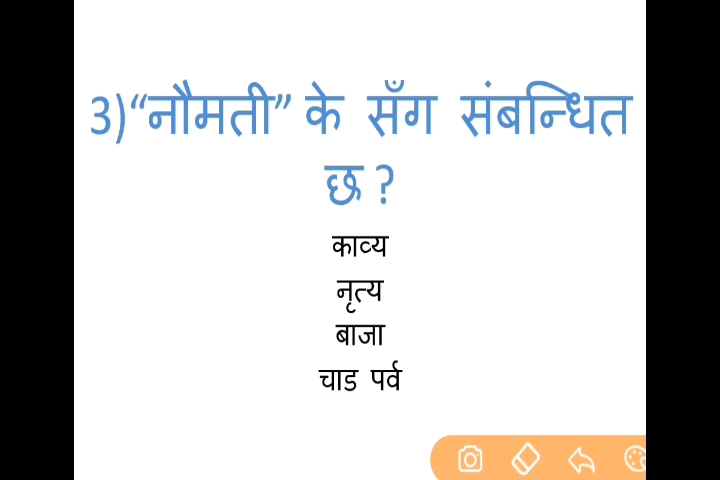 3)“नौमती” के सँग संबन्धित
छ ?
काव्य
नृत्य
बाजा
चाड पर्व